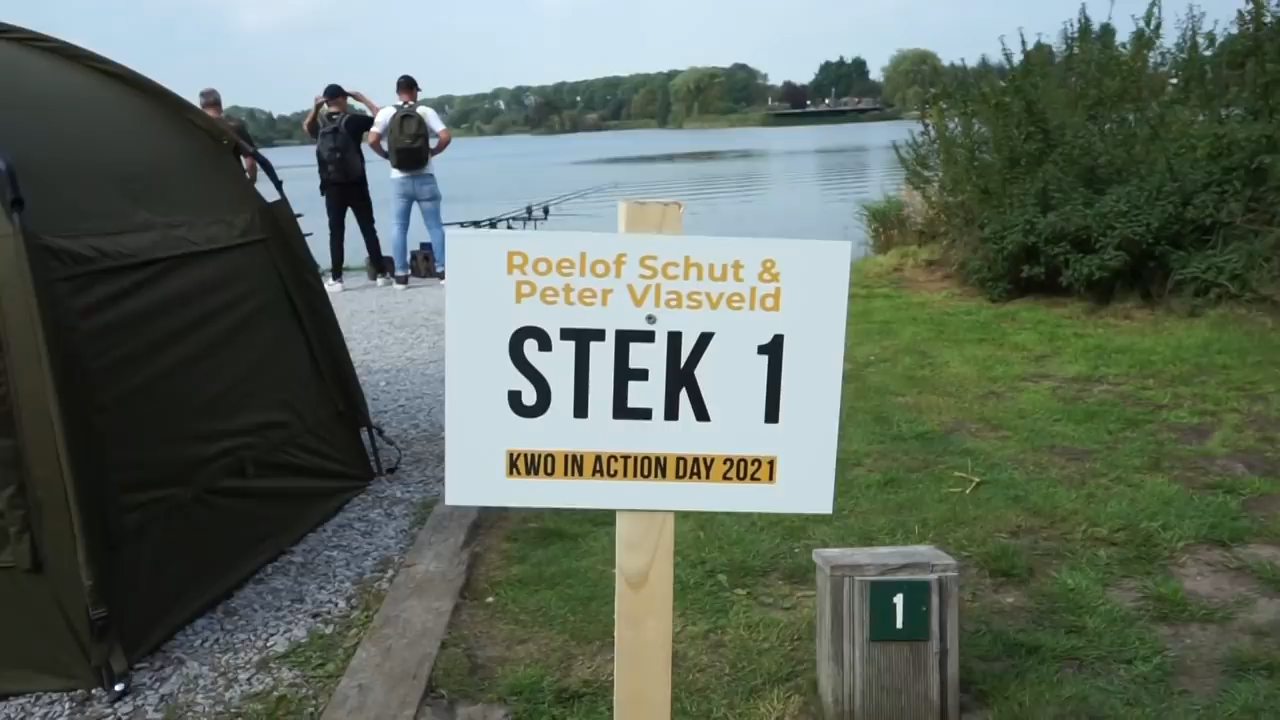 Roelof Schut &
Peter Vlasveld
STEK 1
KWO IN ACTION DAY 2021
1